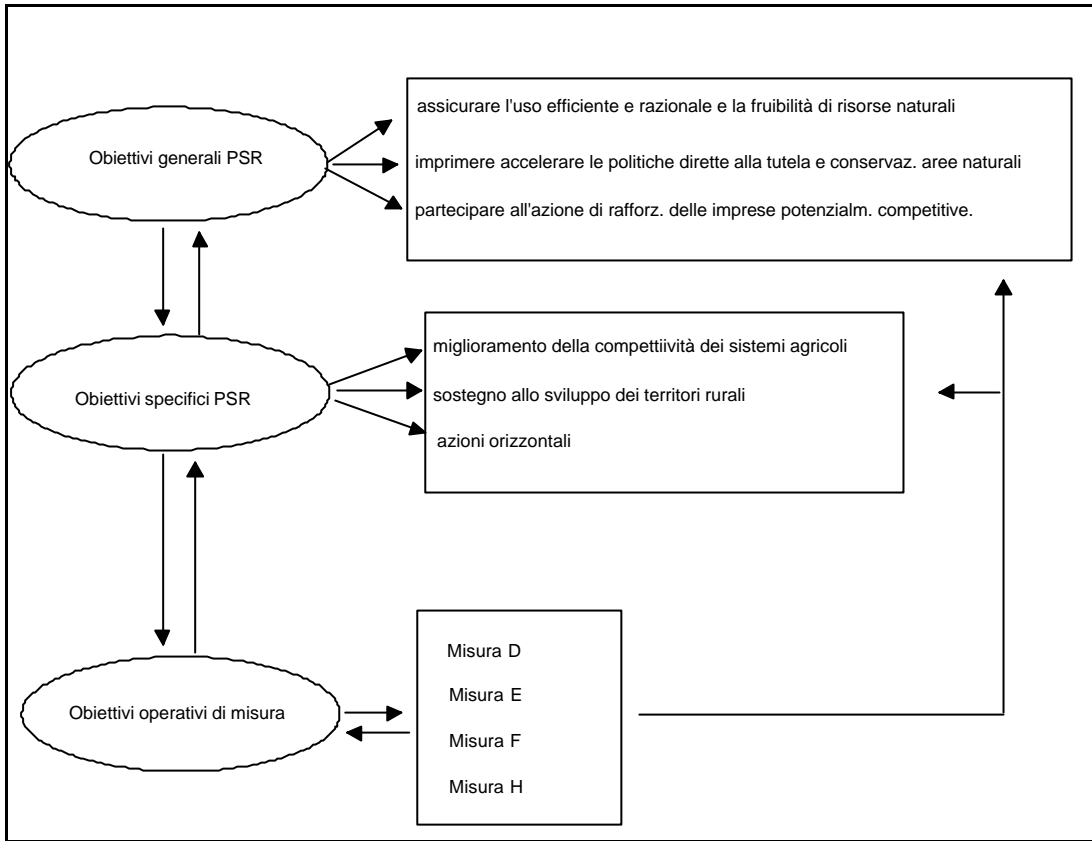 Obiettivi generali PSR
assicurare l'uso efficiente e razionale e la fruibilità di risorse naturali
imprimere accelerare le politiche dirette alla tutela e conservaz. aree naturali
partecipare all'azione di rafforz. delle imprese potenzialm. competitive.
Obiettivi specifici PSR
miglioramento della compettiività dei sistemi agricoli
sostegno allo sviluppo dei territori rurali
azioni orizzontali
Obiettivi operativi di misura
Misura D
Misura E
Misura F
Misura H